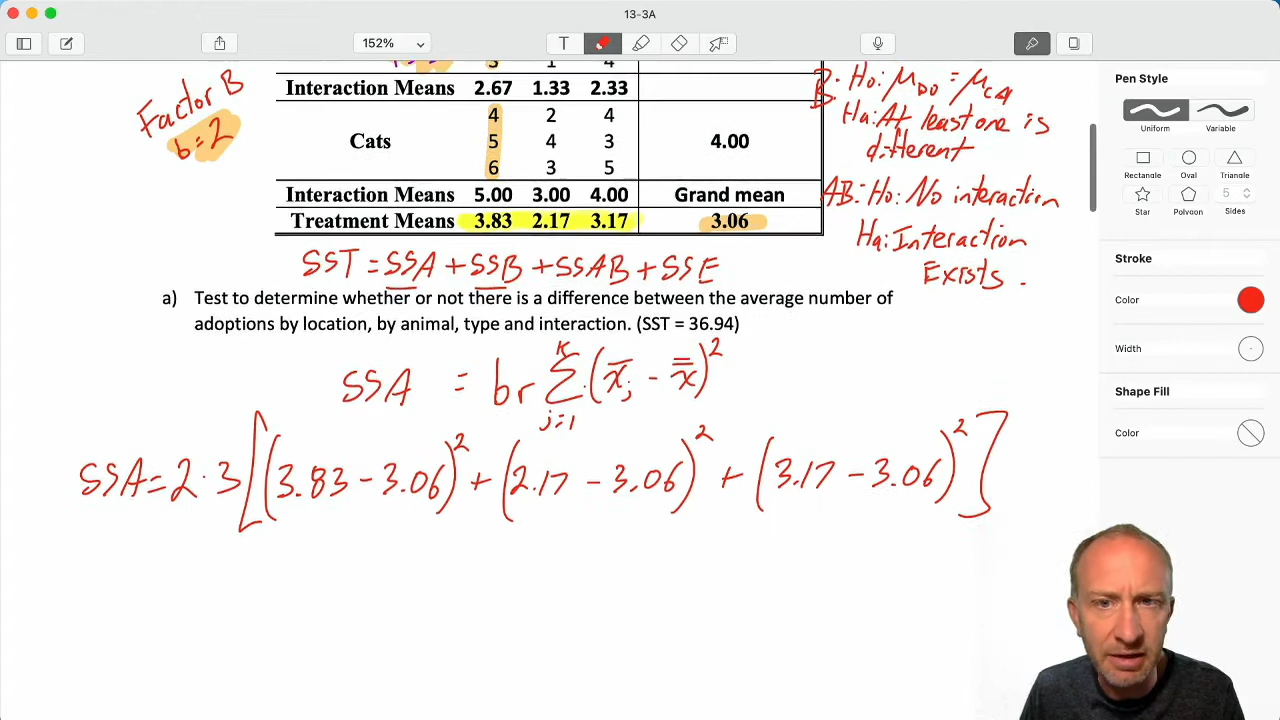 13-3A
152%
T
Factor B
b=2
3 1 4
Interaction Means 2.67 1.33 2.33
4 2 4
Cats 5 4 3 4.00
6 3 5
Interaction Means 5.00 3.00 4.00 Grand mean
Treatment Means 3.83 2.17 3.17 3.06
B: Ho: μDo = μCA
Ha: At least one is
different
AB: Ho: No interaction
Ha: Interaction
Exists.
SST = SSA + SSB + SSAB + SSE
a) Test to determine whether or not there is a difference between the average number of
adoptions by location, by animal, type and interaction. (SST = 36.94)
SSA = br Σ_{j=1}^{K} (x̄_j - x̿)²
SSA = 2·3[(3.83 - 3.06)² + (2.17 - 3.06)² + (3.17 - 3.06)²]
Pen Style
Uniform Variable
Rectangle Oval Triangle
Star Polygon Sides
5
Stroke
Color
Width
Shape Fill
Color